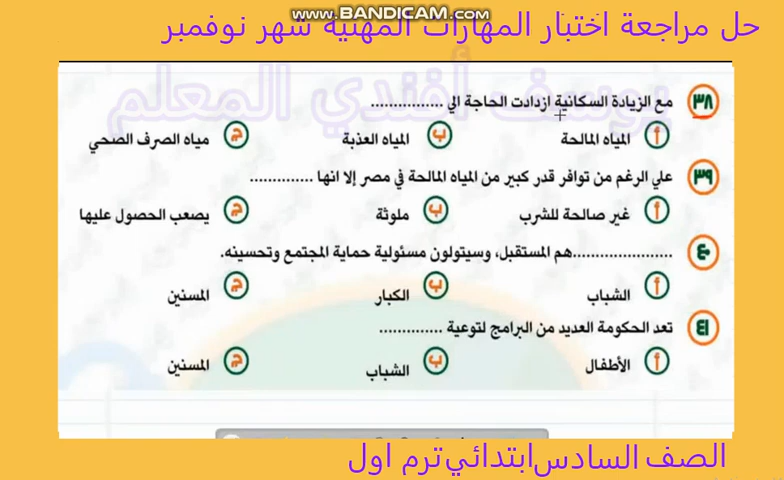 www.BANDICAM.com
حل مراجعة اختبار المهارات المهنية شهر نوفمبر
يوسف أفندي المعلم
٣٨ مع الزيادة السكانية ازدادت الحاجة الي ................
أ المياه المالحة ب المياه العذبة ج مياه الصرف الصحي
٣٩ علي الرغم من توافر قدر كبير من المياه المالحة في مصر إلا انها ..............
أ غير صالحة للشرب ب ملوثة ج يصعب الحصول عليها
٤٠ ......................هم المستقبل، وسيتولون مسئولية حماية المجتمع وتحسينه.
أ الشباب ب الكبار ج المسنين
٤١ تعد الحكومة العديد من البرامج لتوعية ..............
أ الأطفال ب الشباب ج المسنين
الصف السادس ابتدائي ترم اول